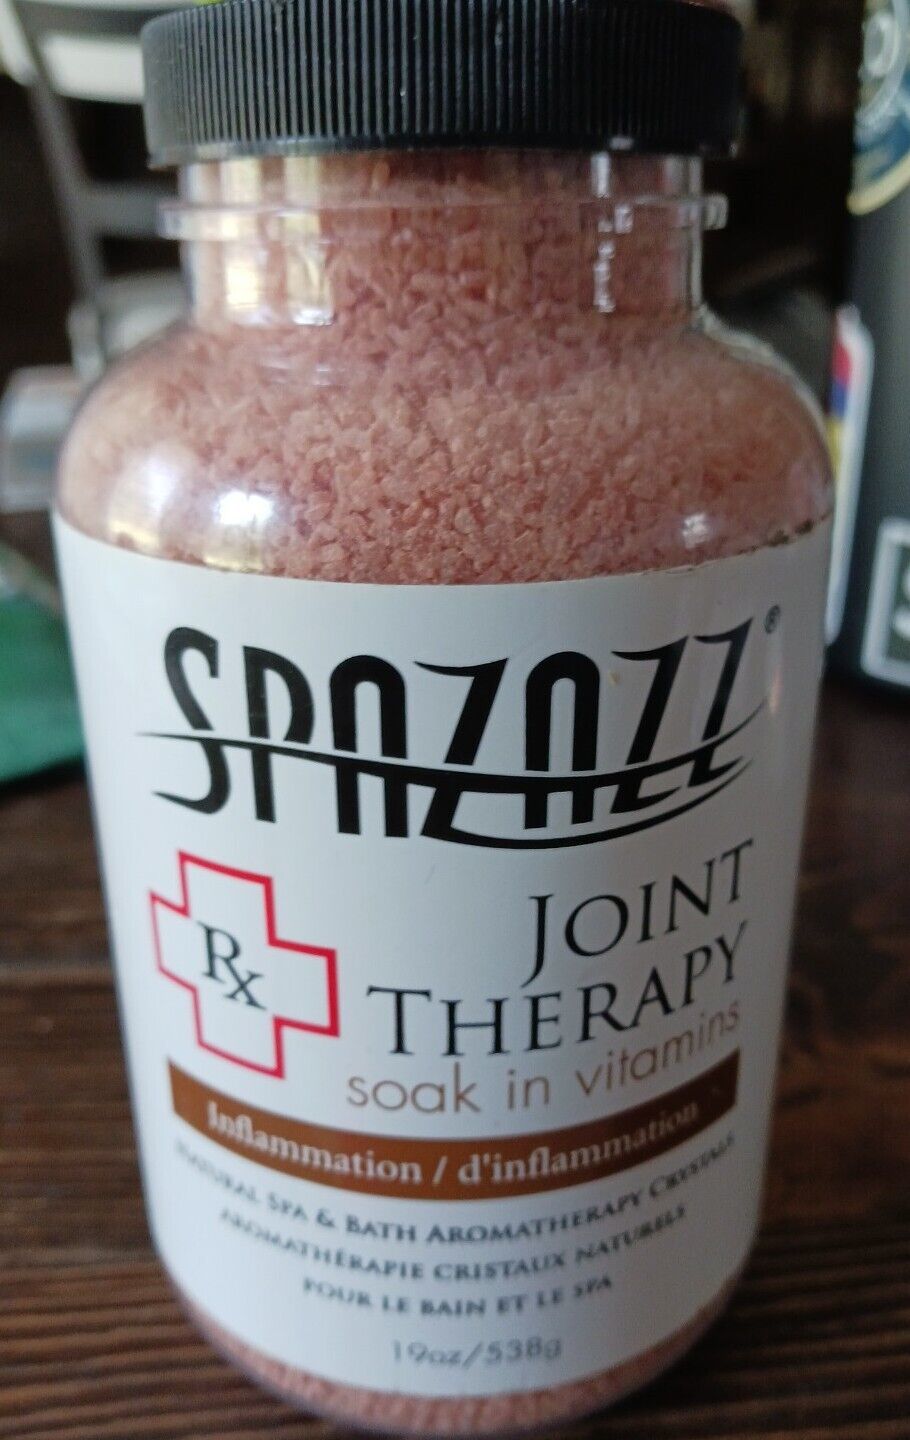 SPAZAZZ®
Rx
JOINT
THERAPY
soak in vitamins
Inflammation / d'inflammation
NATURAL SPA & BATH AROMATHERAPY CRYSTALS
AROMATHÉRAPIE CRISTAUX NATURELS
POUR LE BAIN ET LE SPA
19oz/538g